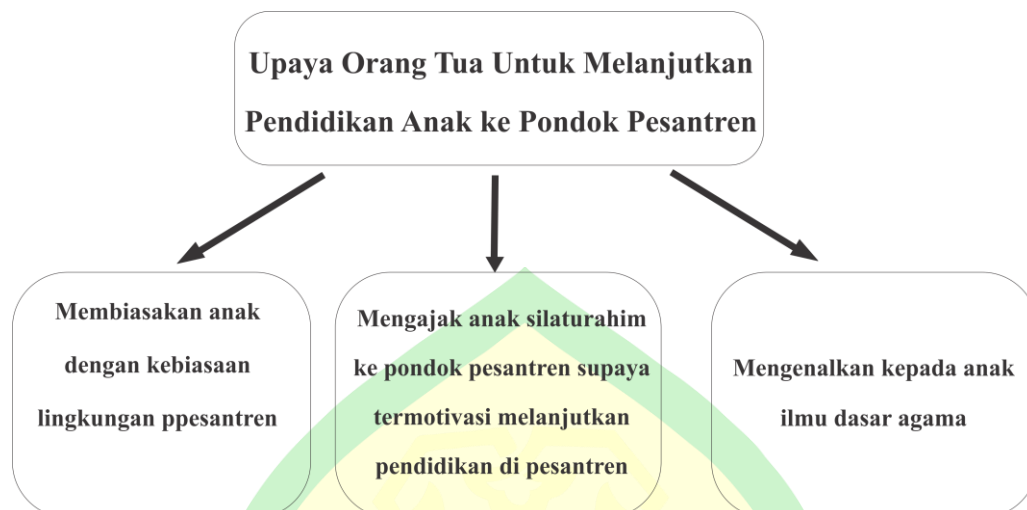 Upaya Orang Tua Untuk Melanjutkan
Pendidikan Anak ke Pondok Pesantren
Membiasakan anak
dengan kebiasaan
lingkungan ppesantren
Mengajak anak silaturahim
ke pondok pesantren supaya
termotivasi melanjutkan
pendidikan di pesantren
Mengenalkan kepada anak
ilmu dasar agama